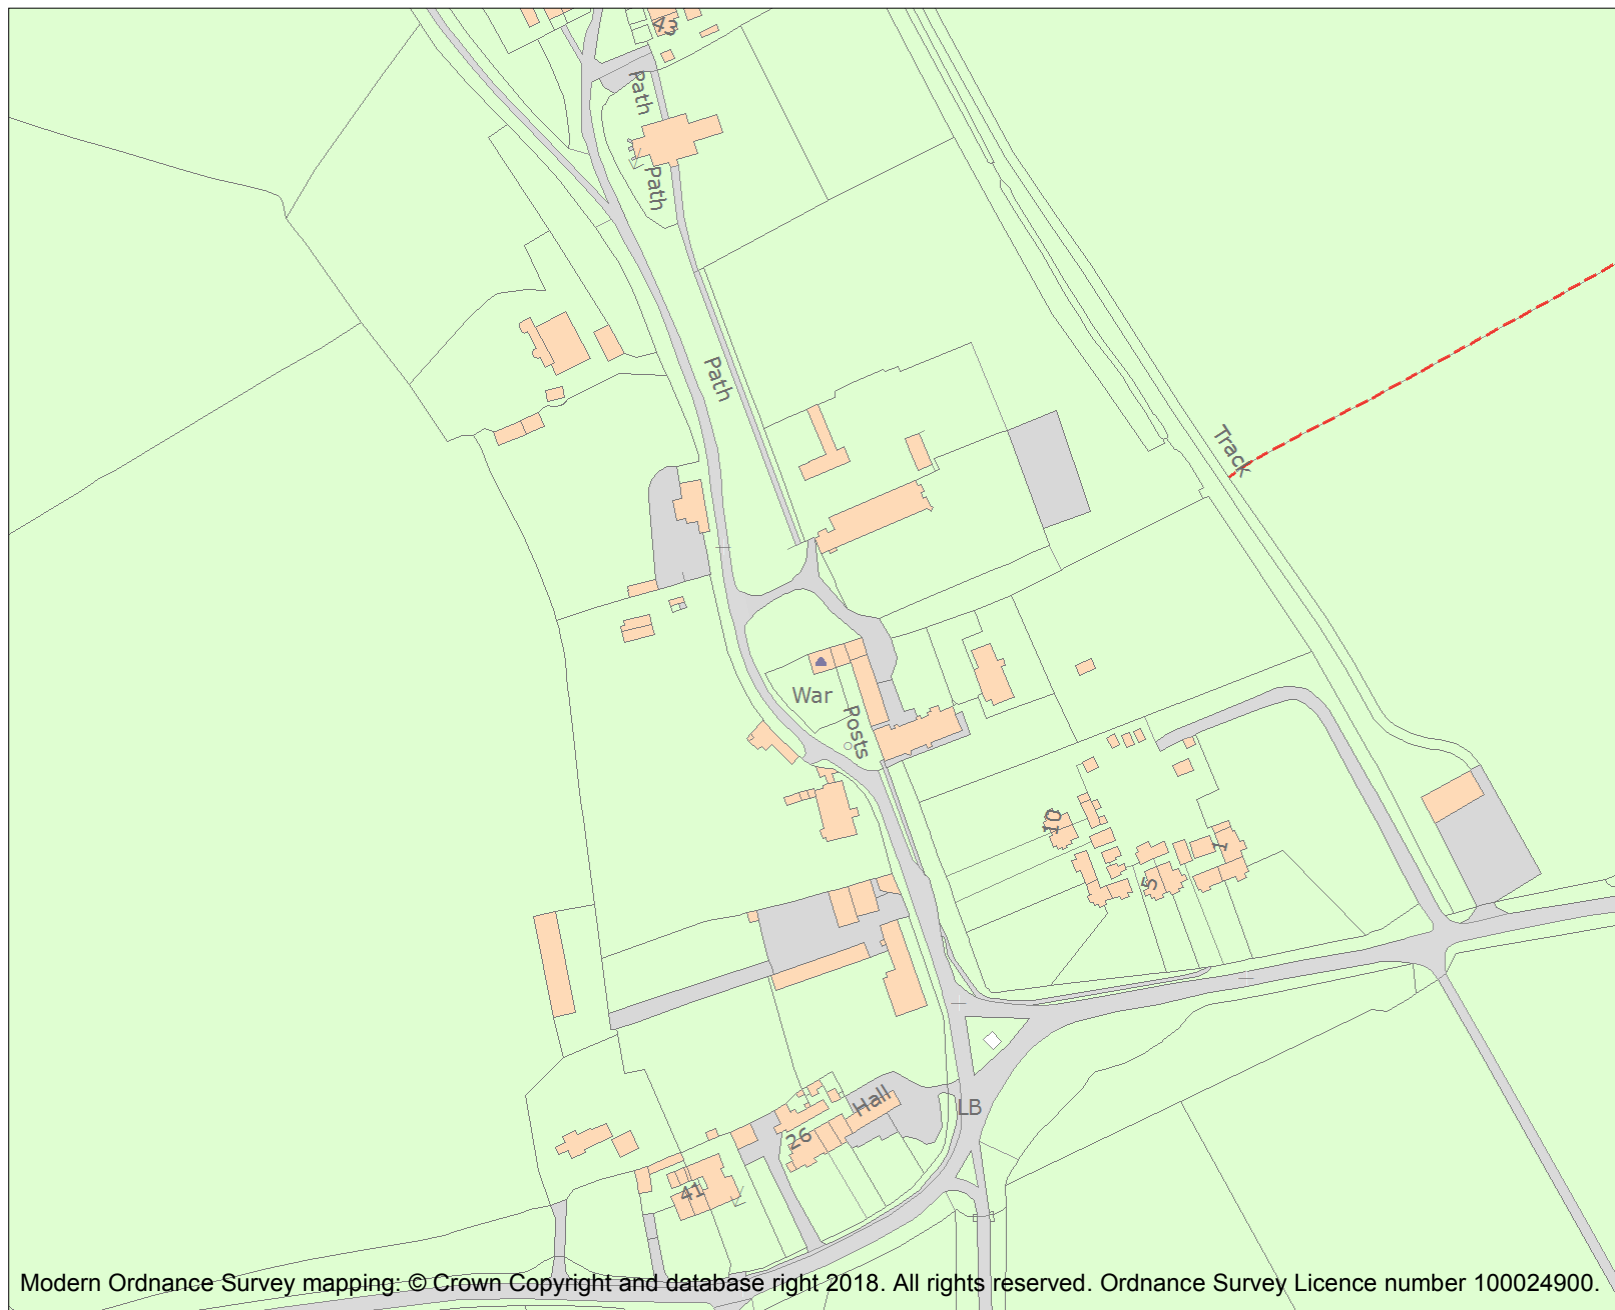 43
Path
Path
Path
Track
War
Posts
10
1
5
Hall
LB
26
41
Modern Ordnance Survey mapping: © Crown Copyright and database right 2018. All rights reserved. Ordnance Survey Licence number 100024900.